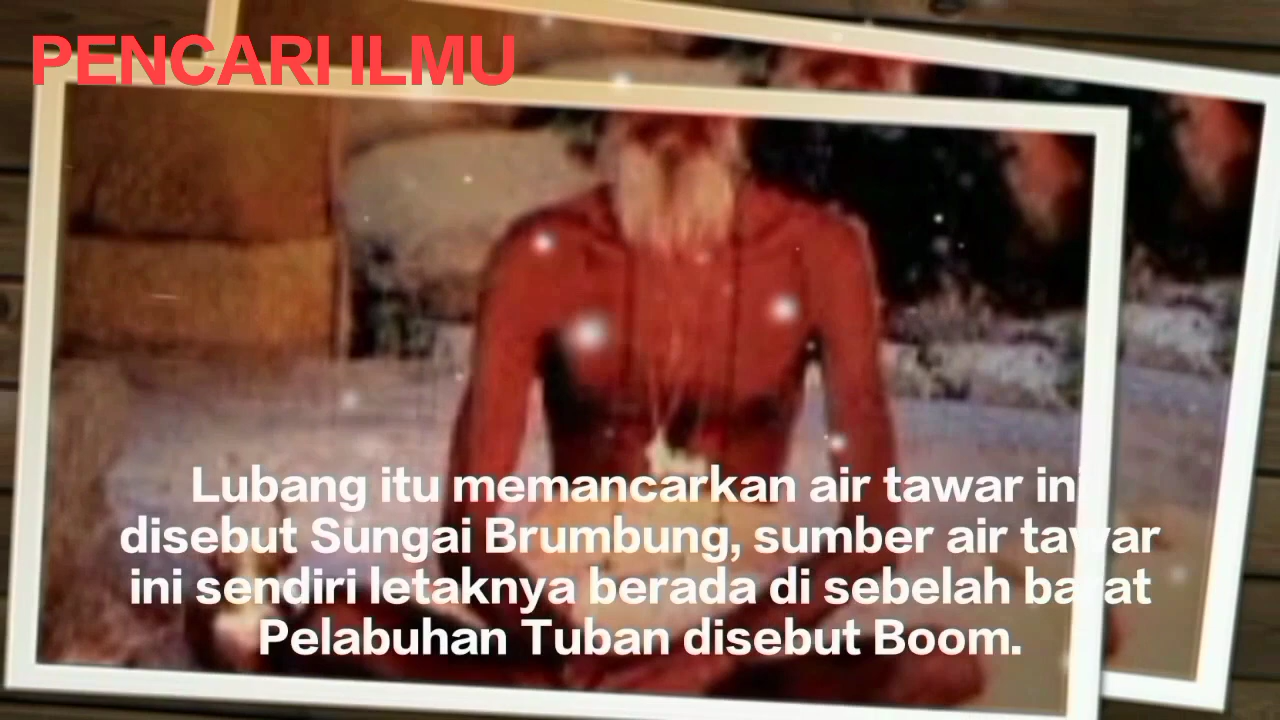 PENCARI ILMU
Lubang itu memancarkan air tawar ini
disebut Sungai Brumbung, sumber air tawar
ini sendiri letaknya berada di sebelah barat
Pelabuhan Tuban disebut Boom.